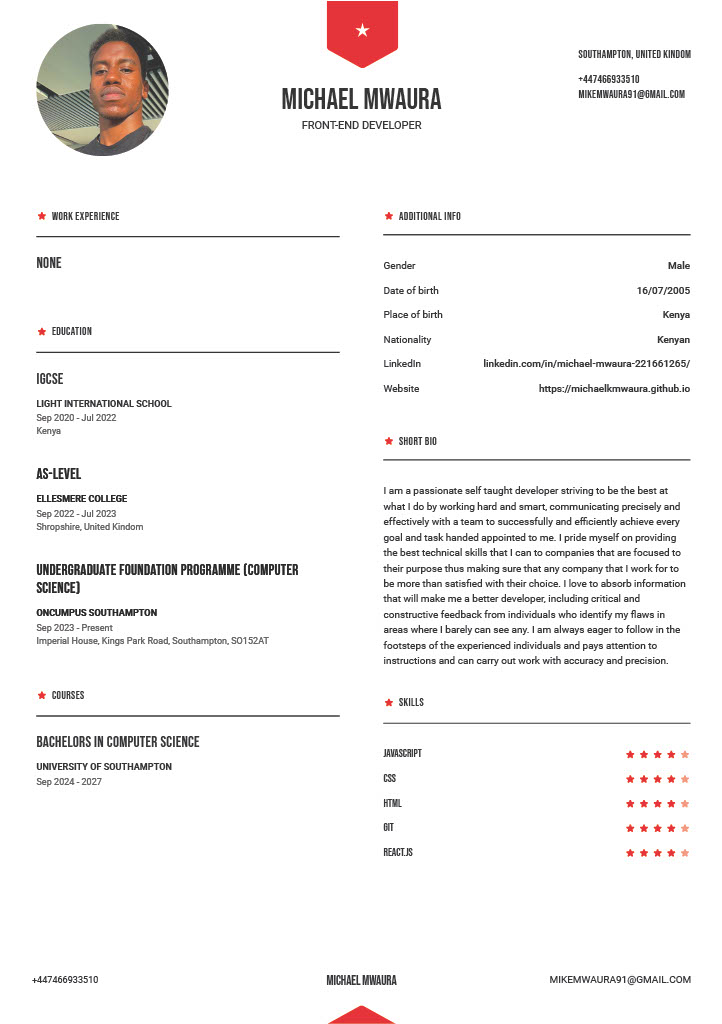 MICHAEL MWAURA
FRONT-END DEVELOPER
SOUTHAMPTON, UNITED KINDOM
+447466933510
MIKEMWAURA91@GMAIL.COM
WORK EXPERIENCE
NONE
EDUCATION
IGCSE
LIGHT INTERNATIONAL SCHOOL
Sep 2020 - Jul 2022
Kenya
AS-LEVEL
ELLESMERE COLLEGE
Sep 2022 - Jul 2023
Shropshire, United Kindom
UNDERGRADUATE FOUNDATION PROGRAMME (COMPUTER
SCIENCE)
ONCUMPUS SOUTHAMPTON
Sep 2023 - Present
Imperial House, Kings Park Road, Southampton, SO152AT
COURSES
BACHELORS IN COMPUTER SCIENCE
UNIVERSITY OF SOUTHAMPTON
Sep 2024 - 2027
ADDITIONAL INFO
Gender Male
Date of birth 16/07/2005
Place of birth Kenya
Nationality Kenyan
LinkedIn linkedin.com/in/michael-mwaura-221661265/
Website https://michaelkmwaura.github.io
SHORT BIO
I am a passionate self taught developer striving to be the best at
what I do by working hard and smart, communicating precisely and
effectively with a team to successfully and efficiently achieve every
goal and task handed appointed to me. I pride myself on providing
the best technical skills that I can to companies that are focused to
their purpose thus making sure that any company that I work for to
be more than satisfied with their choice. I love to absorb information
that will make me a better developer, including critical and
constructive feedback from individuals who identify my flaws in
areas where I barely can see any. I am always eager to follow in the
footsteps of the experienced individuals and pays attention to
instructions and can carry out work with accuracy and precision.
SKILLS
JAVASCRIPT
CSS
HTML
GIT
REACT.JS
+447466933510
MICHAEL MWAURA
MIKEMWAURA91@GMAIL.COM